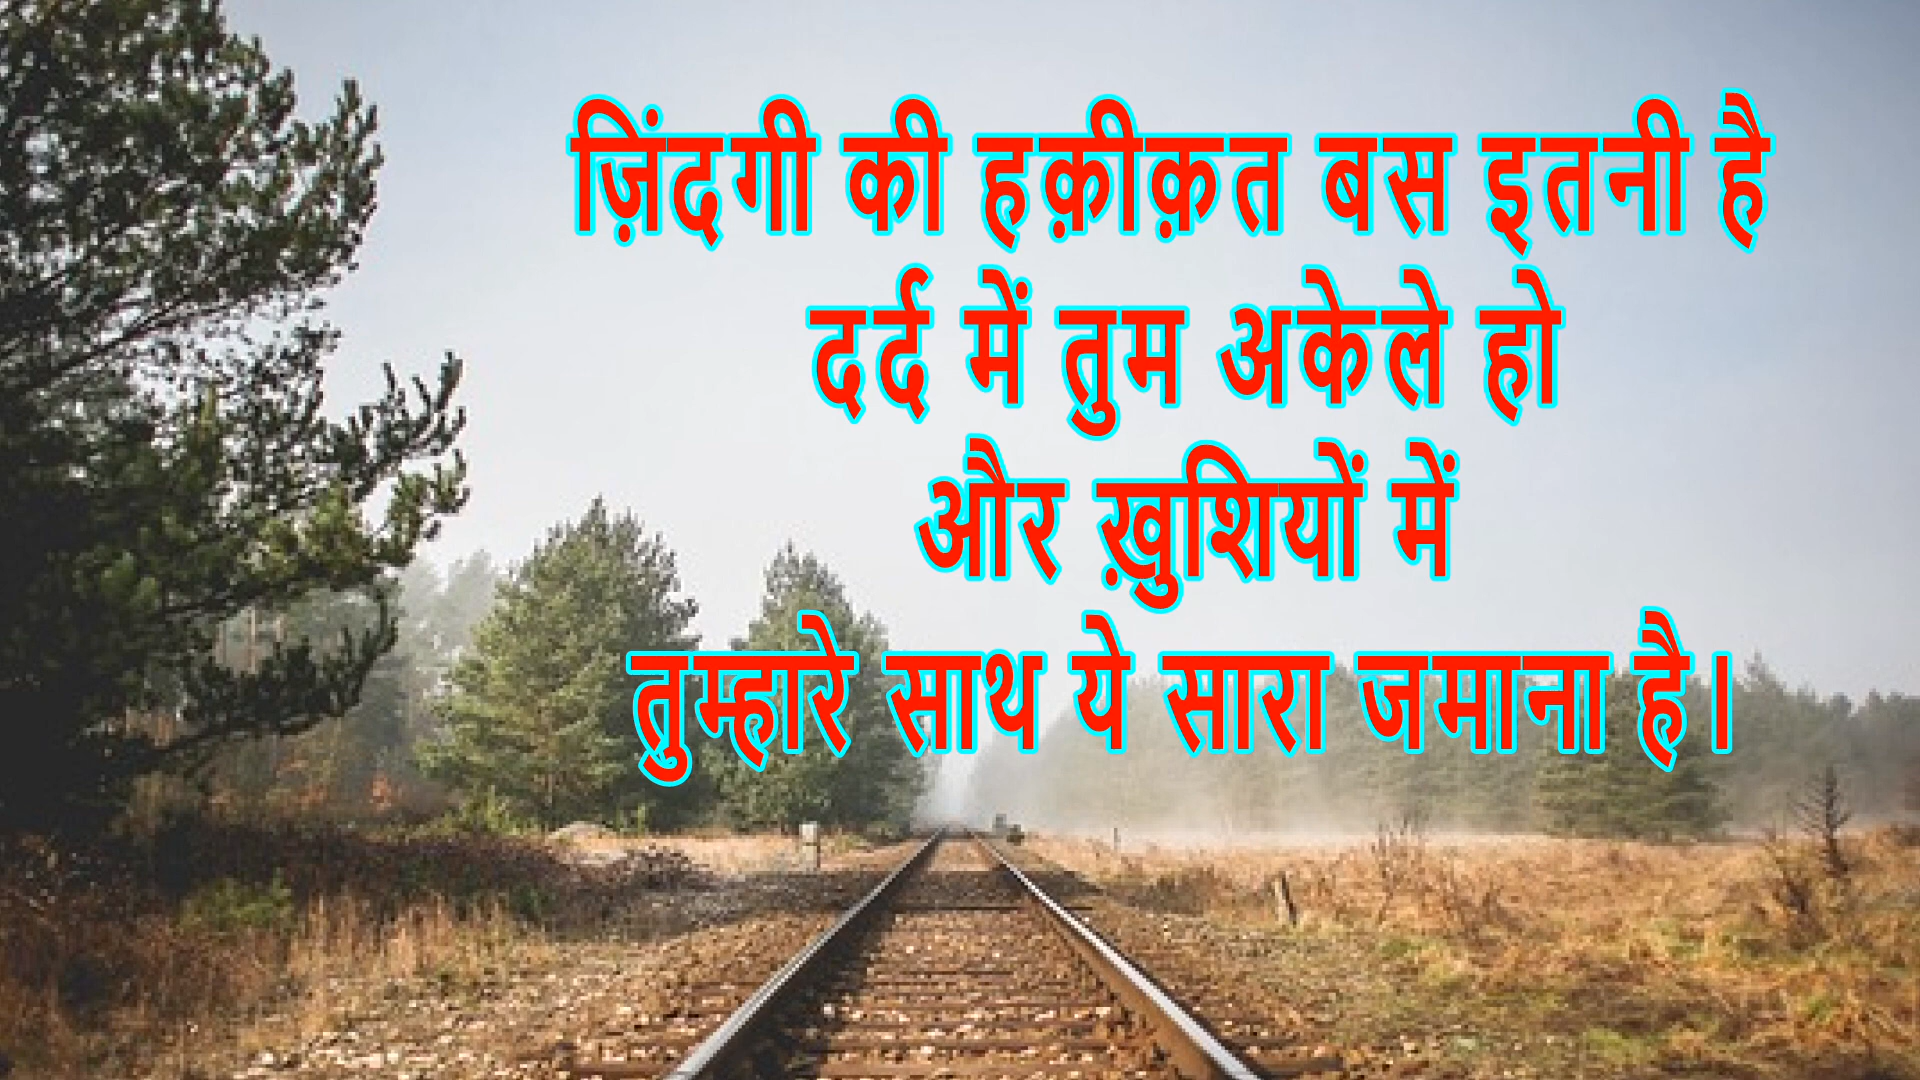 ज़िंदगी की हक़ीक़त बस इतनी है
दर्द में तुम अकेले हो
और ख़ुशियों में
तुम्हारे साथ ये सारा जमाना है।